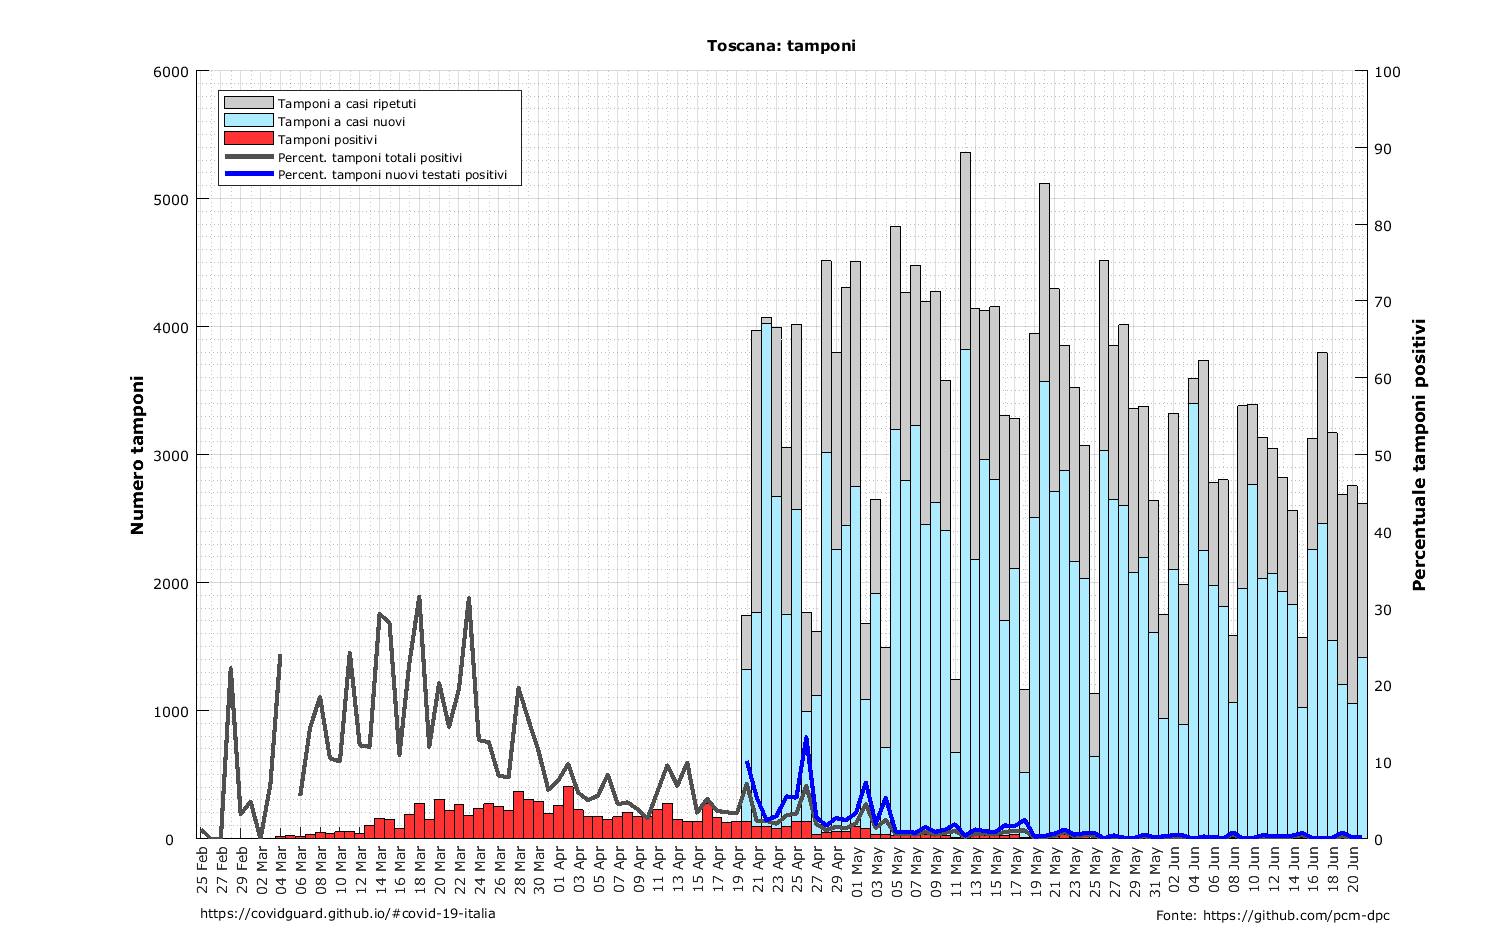 Toscana: tamponi
6000
5000
4000
3000
2000
1000
0
100
90
80
70
60
50
40
30
20
10
0
Numero tamponi
Percentuale tamponi positivi
Tamponi a casi ripetuti
Tamponi a casi nuovi
Tamponi positivi
Percent. tamponi totali positivi
Percent. tamponi nuovi testati positivi
25 Feb
27 Feb
29 Feb
02 Mar
04 Mar
06 Mar
08 Mar
10 Mar
12 Mar
14 Mar
16 Mar
18 Mar
20 Mar
22 Mar
24 Mar
26 Mar
28 Mar
30 Mar
01 Apr
03 Apr
05 Apr
07 Apr
09 Apr
11 Apr
13 Apr
15 Apr
17 Apr
19 Apr
21 Apr
23 Apr
25 Apr
27 Apr
29 Apr
01 May
03 May
05 May
07 May
09 May
11 May
13 May
15 May
17 May
19 May
21 May
23 May
25 May
27 May
29 May
31 May
02 Jun
04 Jun
06 Jun
08 Jun
10 Jun
12 Jun
14 Jun
16 Jun
18 Jun
20 Jun
https://covidguard.github.io/#covid-19-italia
Fonte: https://github.com/pcm-dpc